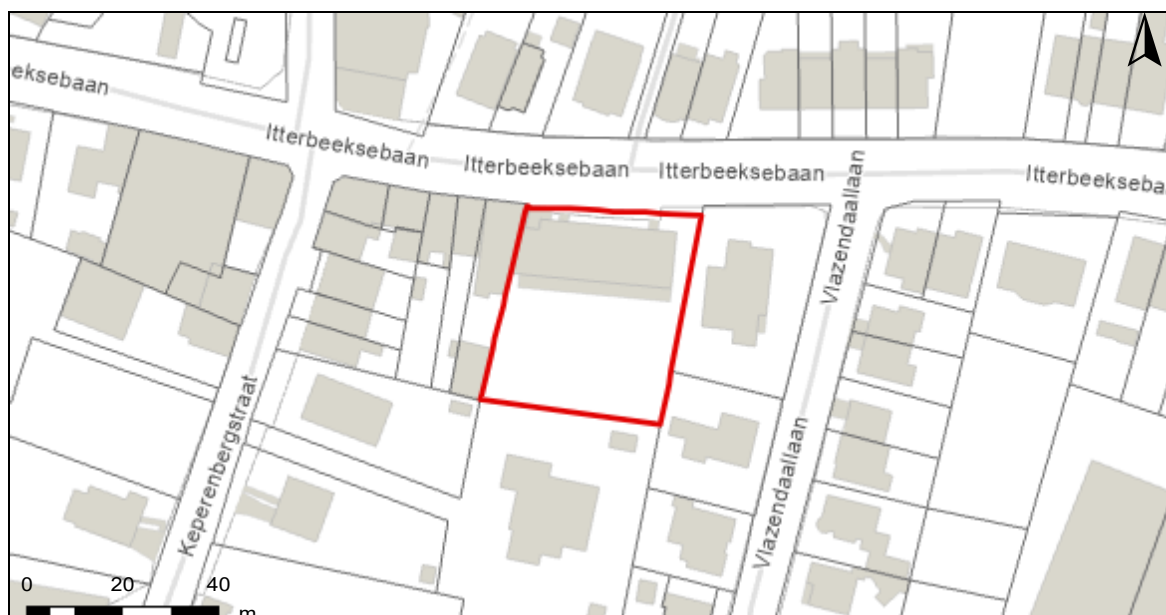 eksebaan
Itterbeeksebaan
Itterbeeksebaan
Itterbeeksebaan
Itterbeekseba
Vlazendaallaan
Keperenbergstraat
Vlazendaallaan
0 20 40
m